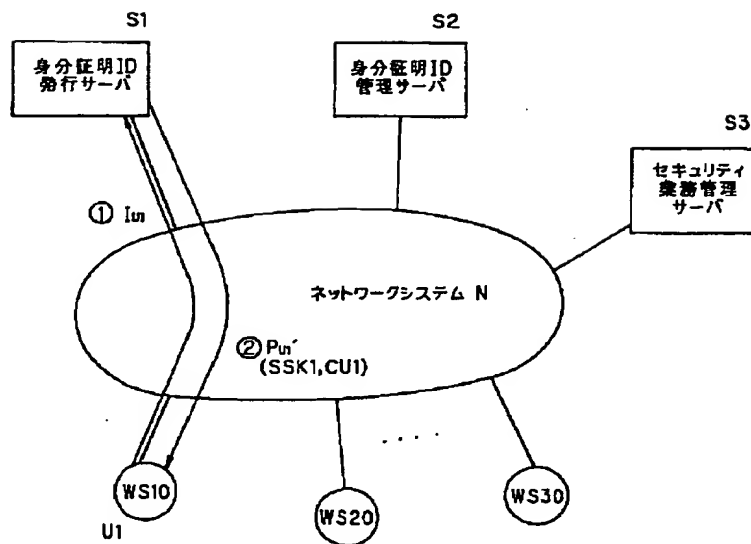 S1
身分証明ID
発行サーバ
S2
身分証明ID
管理サーバ
S3
セキュリティ
業務管理
サーバ
① Iu1
ネットワークシステム N
② Pu1´
(SSK1,CU1)
....
WS10
U1
WS20
WS30